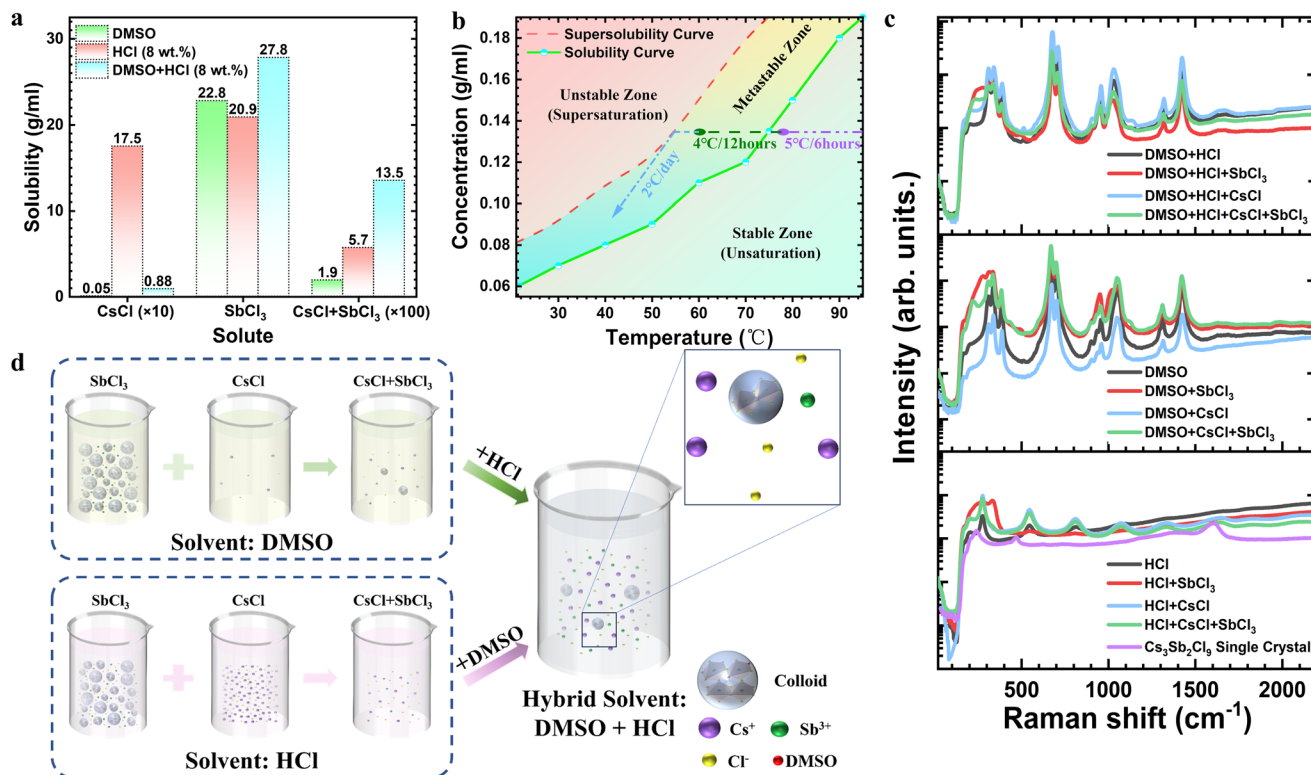 a
Solubility (g/ml)
30
20
10
0
DMSO
HCl (8 wt.%)
DMSO+HCl (8 wt.%)
0.05
17.5
0.88
22.8
20.9
27.8
1.9
5.7
13.5
CsCl (×10)
SbCl₃
CsCl+SbCl₃ (×100)
Solute
b
Concentration (g/ml)
0.18
0.16
0.14
0.12
0.10
0.08
0.06
Supersolubility Curve
Solubility Curve
Unstable Zone
(Supersaturation)
Metastable Zone
4°C/12hours
5°C/6hours
2°C/day
Stable Zone
(Unsaturation)
30
40
50
60
70
80
90
Temperature (℃)
c
Intensity (arb. units.)
DMSO+HCl
DMSO+HCl+SbCl₃
DMSO+HCl+CsCl
DMSO+HCl+CsCl+SbCl₃
DMSO
DMSO+SbCl₃
DMSO+CsCl
DMSO+CsCl+SbCl₃
HCl
HCl+SbCl₃
HCl+CsCl
HCl+CsCl+SbCl₃
Cs₃Sb₂Cl₉ Single Crystal
500
1000
1500
2000
Raman shift (cm⁻¹)
d
SbCl₃
CsCl
CsCl+SbCl₃
Solvent: DMSO
+HCl
SbCl₃
CsCl
CsCl+SbCl₃
Solvent: HCl
+DMSO
Hybrid Solvent:
DMSO + HCl
Colloid
Cs⁺
Sb³⁺
Cl⁻
DMSO